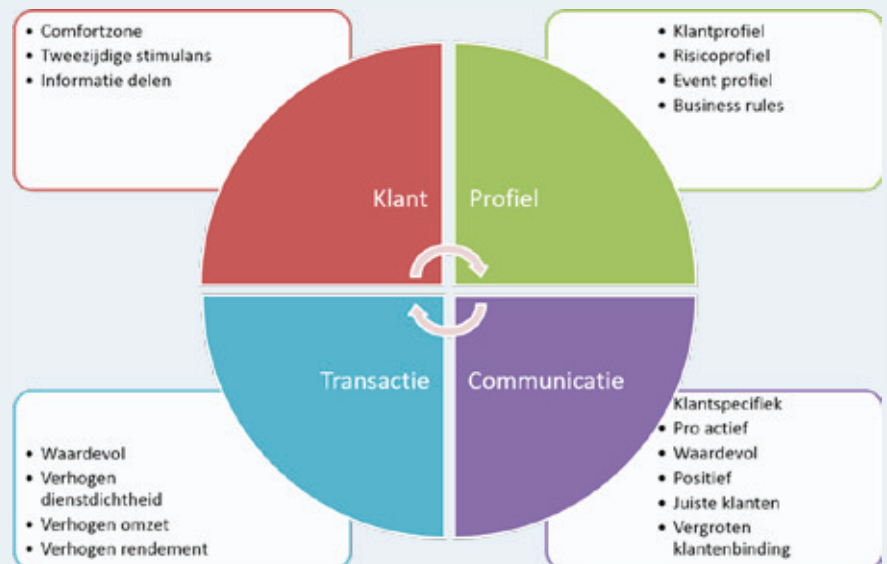 • Comfortzone
• Tweezijdige stimulans
• Informatie delen
• Klantprofiel
• Risicoprofiel
• Event profiel
• Business rules
Klant
Profiel
Transactie
Communicatie
• Waardevol
• Verhogen
dienstdichtheid
• Verhogen omzet
• Verhogen rendement
Klantspecifiek
• Pro actief
• Waardevol
• Positief
• Juiste klanten
• Vergroten
klantenbinding